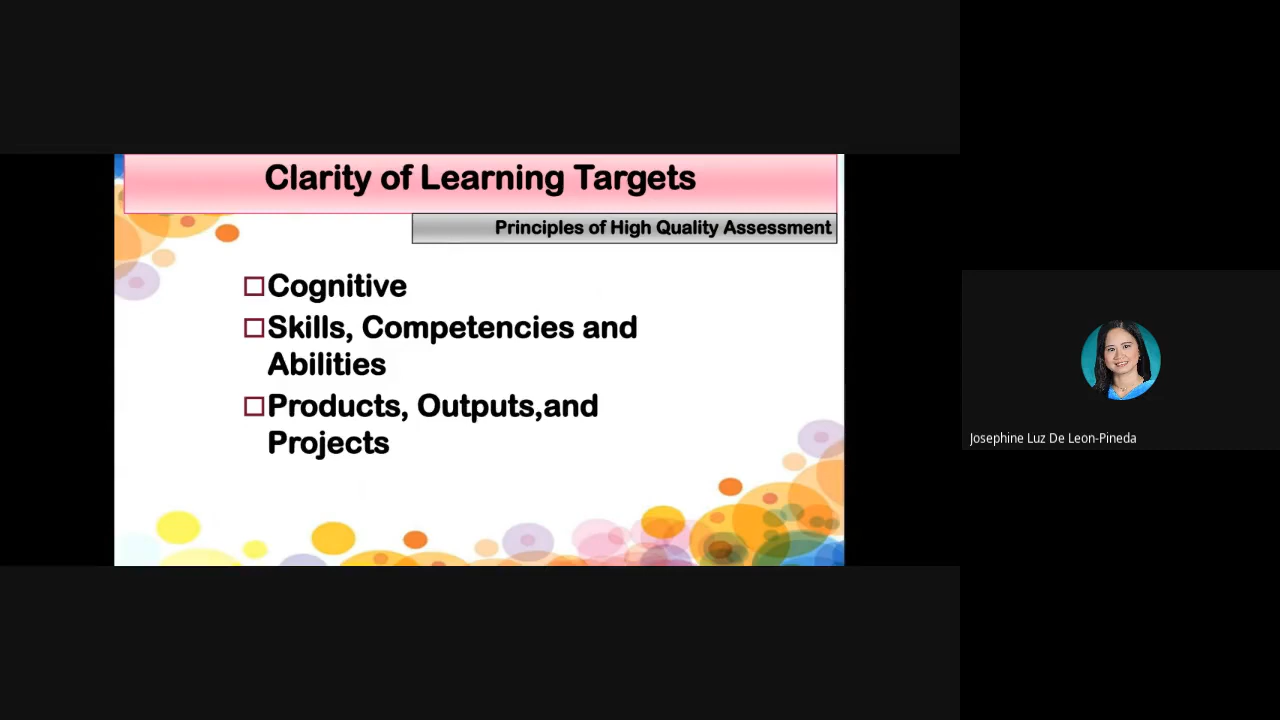 Clarity of Learning Targets
Principles of High Quality Assessment
Cognitive
Skills, Competencies and
Abilities
Products, Outputs,and
Projects
Josephine Luz De Leon-Pineda